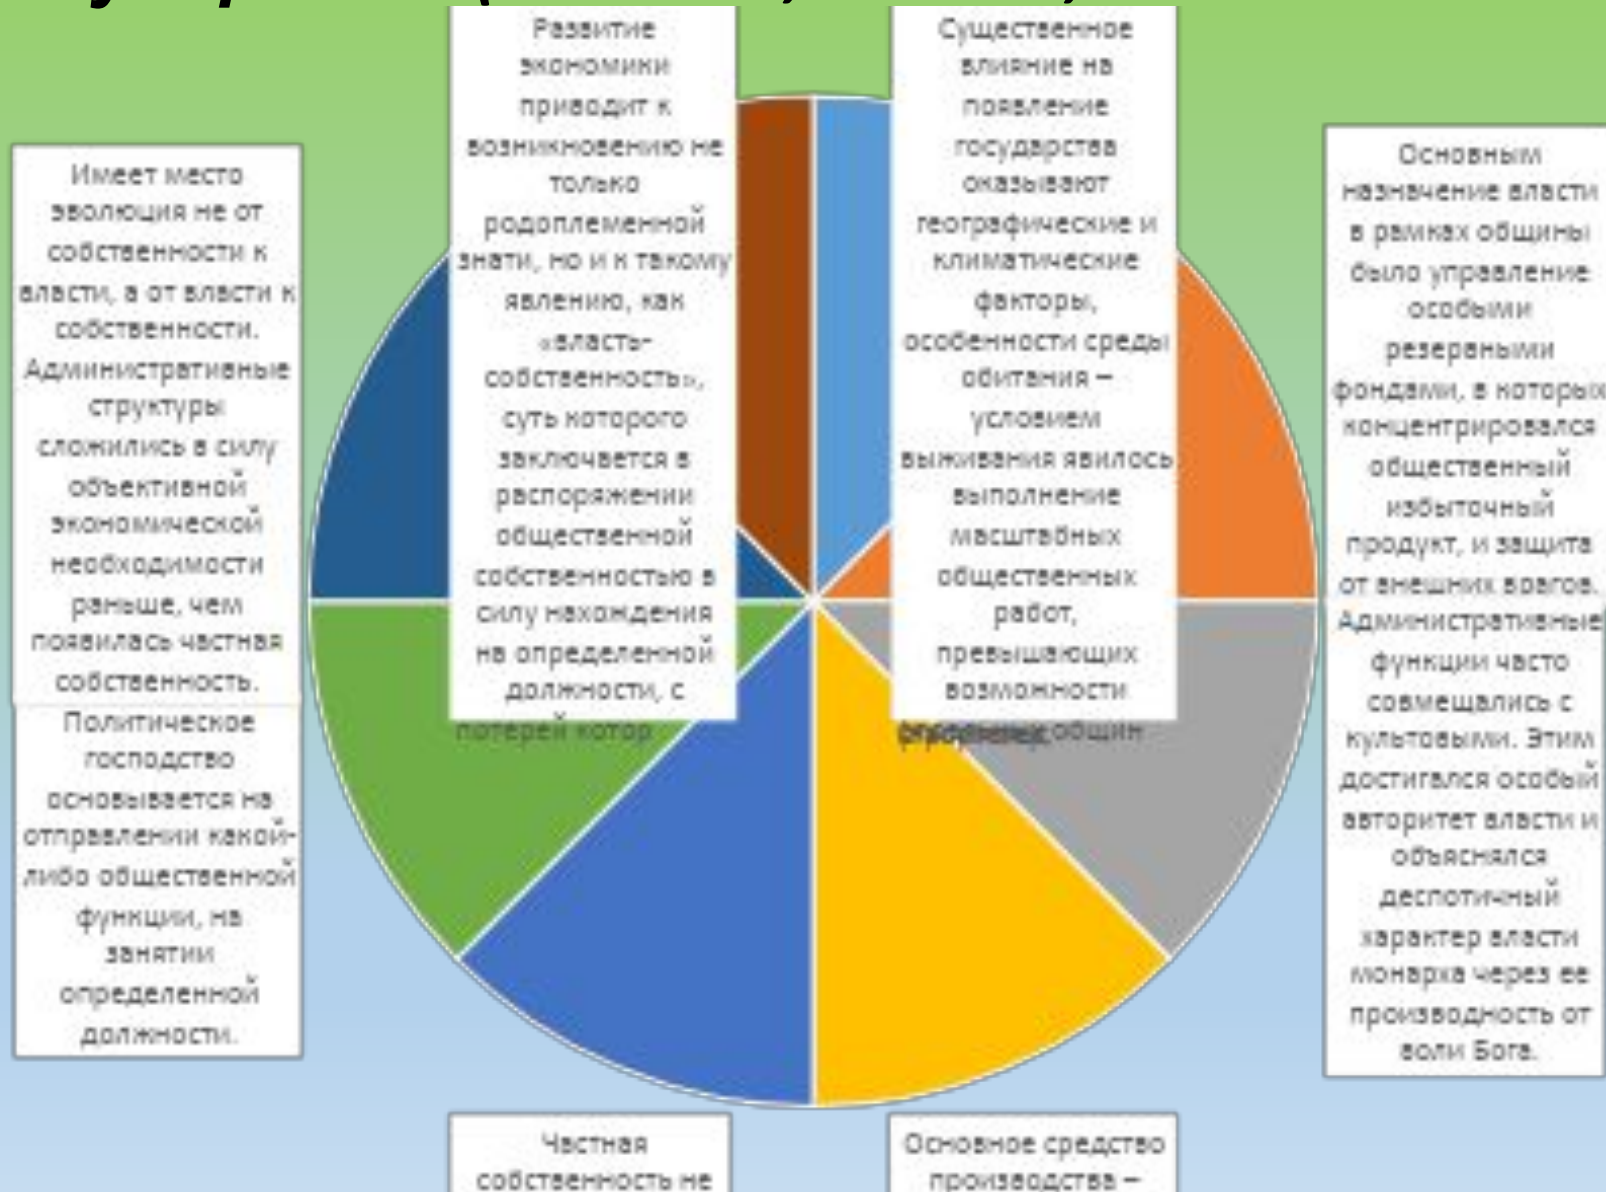 Развитие
экономики
приводит к
возникновению не
только
родоплеменной
знати, но и к такому
явлению, как
«власть-
собственность»,
суть которого
заключается в
распоряжении
общественной
собственностью в
силу нахождения
на определенной
должности, с
потерей котор
Существенное
влияние на
появление
государства
оказывают
географические и
климатические
факторы,
особенности среды
обитания –
условием
выживания явилось
выполнение
масштабных
общественных
работ,
превышающих
возможности
общин
Имеет место
эволюция не от
собственности к
власти, а от власти к
собственности.
Административные
структуры
сложились в силу
объективной
экономической
необходимости
раньше, чем
появилась частная
собственность.
Политическое
господство
основывается на
отправлении какой-
либо общественной
функции, на
занятии
определенной
должности.
Основным
назначение власти
в рамках общины
было управление
особыми
резервными
фондами, в которых
концентрировался
общественный
избыточный
продукт, и защита
от внешних врагов.
Административные
функции часто
совмещались с
культовыми. Этим
достигался особый
авторитет власти и
объяснялся
деспотичный
характер власти
монарха через ее
производность от
воли Бога.
Частная
собственность не
Основное средство
производства –